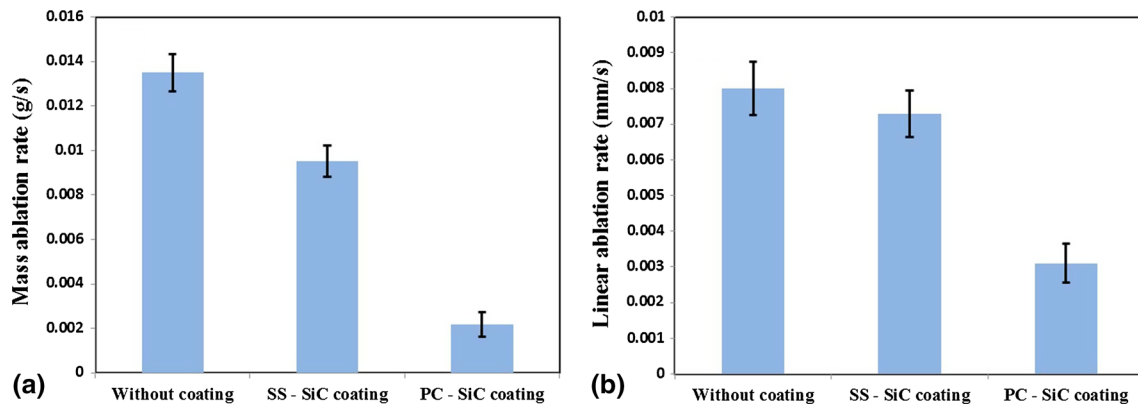 Mass ablation rate (g/s)
0.016
0.014
0.012
0.01
0.008
0.006
0.004
0.002
0
Without coating
SS - SiC coating
PC - SiC coating
(a)
Linear ablation rate (mm/s)
0.01
0.009
0.008
0.007
0.006
0.005
0.004
0.003
0.002
0.001
0
Without coating
SS - SiC coating
PC - SiC coating
(b)